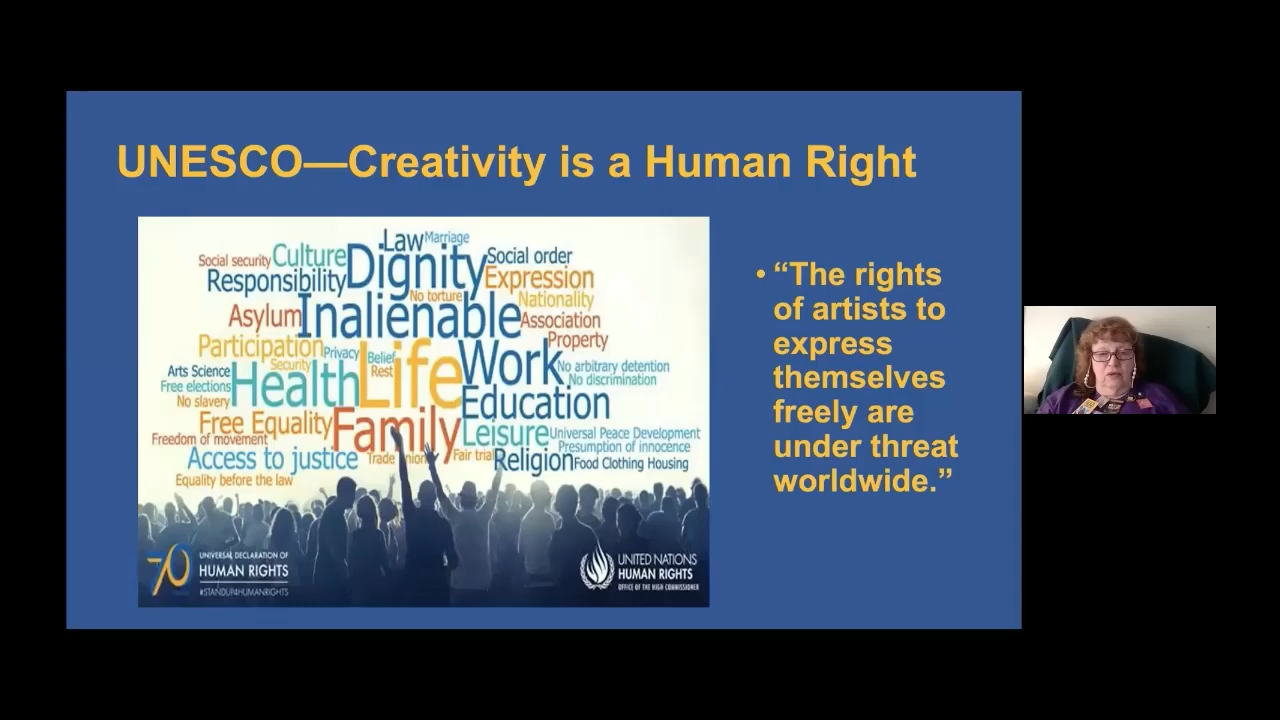 UNESCO—Creativity is a Human Right
Law Marriage
Social security Culture Dignity Social order
Responsibility Expression
No torture Nationality
Asylum Inalienable Association
Participation Privacy Belief Work Property
Arts Science Security Rest Life No arbitrary detention
Free elections Health No discrimination
No slavery Education
Free Equality Family Leisure Universal Peace Development
Freedom of movement Presumption of innocence
Access to justice Trade Union Fair trial Religion Food Clothing Housing
Equality before the law
70 UNIVERSAL DECLARATION OF
HUMAN RIGHTS
#STANDUP4HUMANRIGHTS
UNITED NATIONS
HUMAN RIGHTS
OFFICE OF THE HIGH COMMISSIONER
• “The rights
of artists to
express
themselves
freely are
under threat
worldwide.”